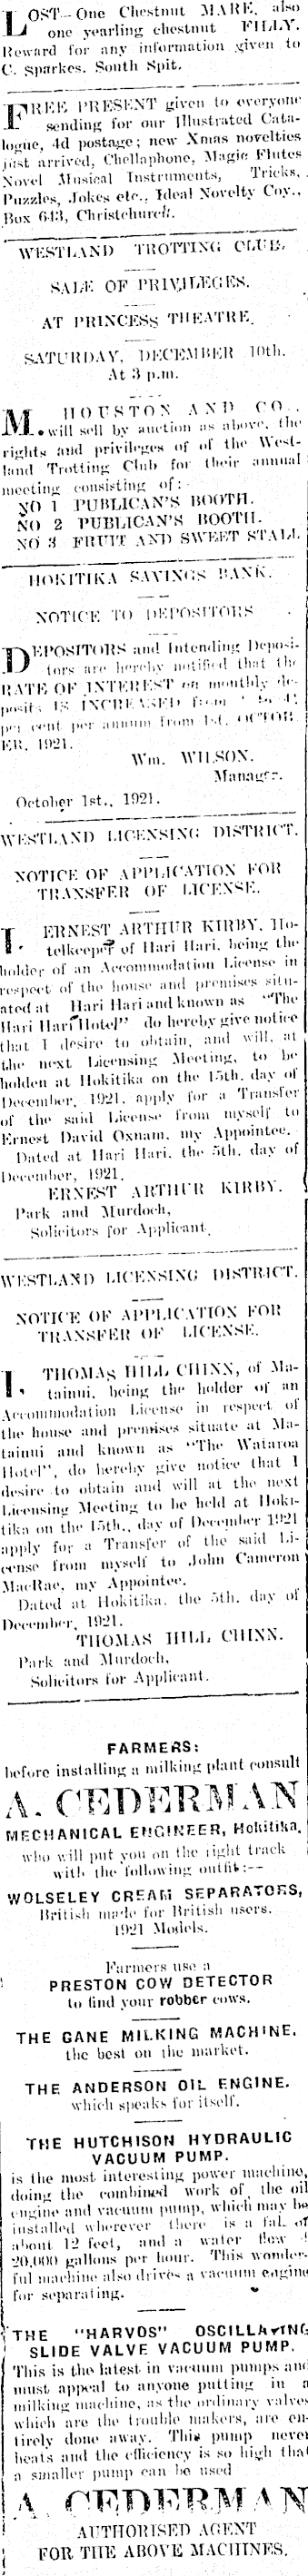 LOST—One Chestnut MARE, also
one yearling chestnut FILLY.
Reward for any information given to
C. Sparkes. South Spit.
FREE PRESENT given to everyone
sending for our Illustrated Cata-
logue, 4d postage; new Xmas novelties
just arrived, Chellaphone, Magic Flutes
Novel Musical Instruments, Tricks,
Puzzles, Jokes etc., Ideal Novelty Coy.,
Box 643, Christchurch.
WESTLAND TROTTING CLUB.
SALE OF PRIVILEGES.
AT PRINCESS THEATRE.
SATURDAY, DECEMBER 10th.
At 3 p.m.
M. HOUSTON AND CO.,
will sell by auction as above, the
rights and privileges of of the West-
land Trotting Club for their annual
meeting consisting of:-
NO 1 PUBLICAN'S BOOTH.
NO 2 PUBLICAN'S BOOTH.
NO 3 FRUIT AND SWEET STALL
HOKITIKA SAVINGS BANK.
NOTICE TO DEPOSITORS
DEPOSITORS and Intending Deposi-
tors are hereby notified that the
RATE OF INTEREST on monthly de-
posits IS INCREASED from
per cent per annum from 1st. OCTOB-
ER, 1921.
Wm. WILSON.
Manager.
October 1st., 1921.
WESTLAND LICENSING DISTRICT.
NOTICE OF APPLICATION FOR
TRANSFER OF LICENSE.
I, ERNEST ARTHUR KIRBY, Ho-
telkeeper of Hari Hari, being the
holder of an Accommodation License in
respect of the house and premises situ-
ated at Hari Hari and known as "The
Hari Hari Hotel" do hereby give notice
that I desire to obtain, and will, at
the next Licensing Meeting, to be
holden at Hokitika on the 15th. day of
December, 1921, apply for a Transfer
of the said License from myself to
Ernest David Oxnam, my Appointee.
Dated at Hari Hari, the 5th. day of
December, 1921.
ERNEST ARTHUR KIRBY.
Park and Murdoch,
Solicitors for Applicant.
WESTLAND LICENSING DISTRICT.
NOTICE OF APPLICATION FOR
TRANSFER OF LICENSE.
I, THOMAS HILL CHINN, of Ma-
tainui, being the holder of an
Accommodation License in respect of
the house and premises situate at Ma-
tainui and known as "The Wataroa
Hotel", do hereby give notice that I
desire to obtain and will at the next
Licensing Meeting to be held at Hoki-
tika on the 15th., day of December 1921
apply for a Transfer of the said Li-
cense from myself to John Cameron
MacRae, my Appointee.
Dated at Hokitika, the 5th. day of
December, 1921.
THOMAS HILL CHINN.
Park and Murdoch,
Solicitors for Applicant.
FARMERS:
before installing a milking plant consult
A. CEDERMAN
MECHANICAL ENGINEER, Hokitika,
who will put you on the right track
with the following outfit:—
WOLSELEY CREAM SEPARATORS,
British made for British users.
1921 Models.
Farmers use a
PRESTON COW DETECTOR
to find your robber cows.
THE GANE MILKING MACHINE.
the best on the market.
THE ANDERSON OIL ENGINE.
which speaks for itself.
THE HUTCHISON HYDRAULIC
VACUUM PUMP.
is the most interesting power machine,
doing the combined work of the oil
engine and vacuum pump, which may be
installed wherever there is a fall of
about 12 feet, and a water flow
20,000 gallons per hour. This wonder-
ful machine also drives a vacuum engine
for separating.
THE "HARVOS" OSCILLATING
SLIDE VALVE VACUUM PUMP.
This is the latest in vacuum pumps and
must appeal to anyone putting in a
milking machine, as the ordinary valves
which are the trouble makers, are en-
tirely done away. This pump never
heats and the efficiency is so high that
a smaller pump can be used
A. CEDERMAN
AUTHORISED AGENT
FOR THE ABOVE MACHINES.